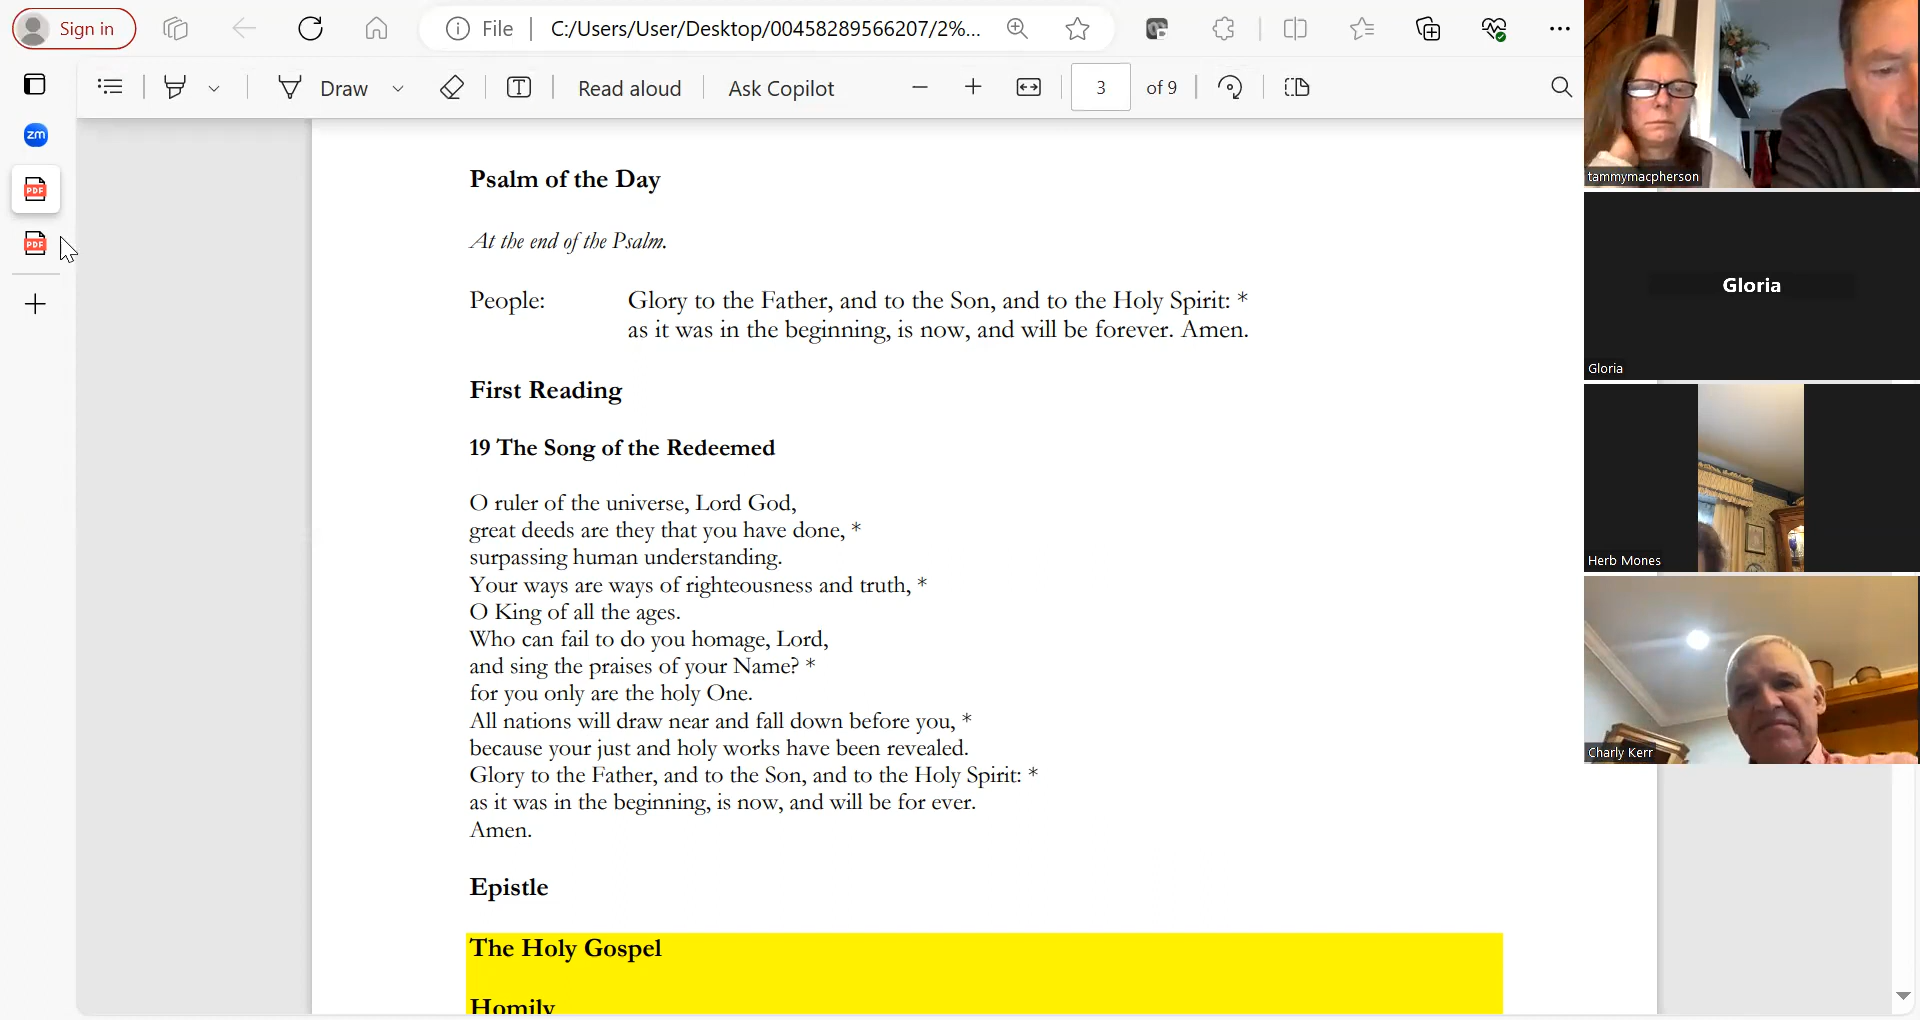 Sign in
File
C:/Users/User/Desktop/00458289566207/2%...
zm
PDF
PDF
Draw
Read aloud
Ask Copilot
3 of 9
Psalm of the Day
At the end of the Psalm.
People: Glory to the Father, and to the Son, and to the Holy Spirit: *
as it was in the beginning, is now, and will be forever. Amen.
First Reading
19 The Song of the Redeemed
O ruler of the universe, Lord God,
great deeds are they that you have done, *
surpassing human understanding.
Your ways are ways of righteousness and truth, *
O King of all the ages.
Who can fail to do you homage, Lord,
and sing the praises of your Name? *
for you only are the holy One.
All nations will draw near and fall down before you, *
because your just and holy works have been revealed.
Glory to the Father, and to the Son, and to the Holy Spirit: *
as it was in the beginning, is now, and will be for ever.
Amen.
Epistle
The Holy Gospel
Homily
tammymacpherson
Gloria
Gloria
Herb Mones
Charly Kerr